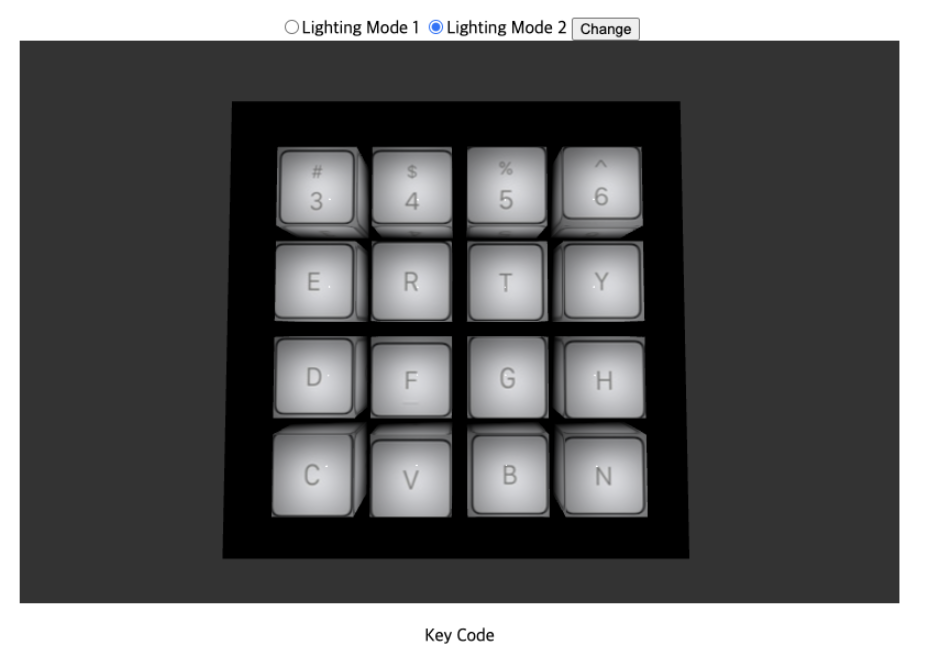 Lighting Mode 1 Lighting Mode 2 Change
# $ % ^
3 4 5 6
E R T Y
D F G H
C V B N
Key Code